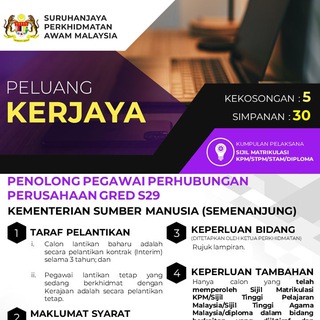 SURUHANJAYA
PERKHIDMATAN
AWAM MALAYSIA
PELUANG
KERJAYA
KEKOSONGAN : 5
SIMPANAN : 30
KUMPULAN PELAKSANA
SIJIL MATRIKULASI
KPM/STPM/STAM/DIPLOMA
PENOLONG PEGAWAI PERHUBUNGAN
PERUSAHAAN GRED S29
KEMENTERIAN SUMBER MANUSIA (SEMENANJUNG)
1 TARAF PELANTIKAN
i. Calon lantikan baharu adalah
secara pelantikan kontrak (Interim)
selama 3 tahun; dan
ii. Pegawai lantikan tetap yang
sedang berkhidmat dengan
Kerajaan adalah secara pelantikan
tetap.
2 MAKLUMAT SYARAT
3 KEPERLUAN BIDANG
(DITETAPKAN OLEH KETUA PERKHIDMATAN)
Rujuk lampiran.
4 KEPERLUAN TAMBAHAN
Hanya calon yang telah
memperoleh Sijil Matrikulasi
KPM/Sijil Tinggi Pelajaran
Malaysia/Sijil Tinggi Agama
Malaysia/diploma dalam bidang